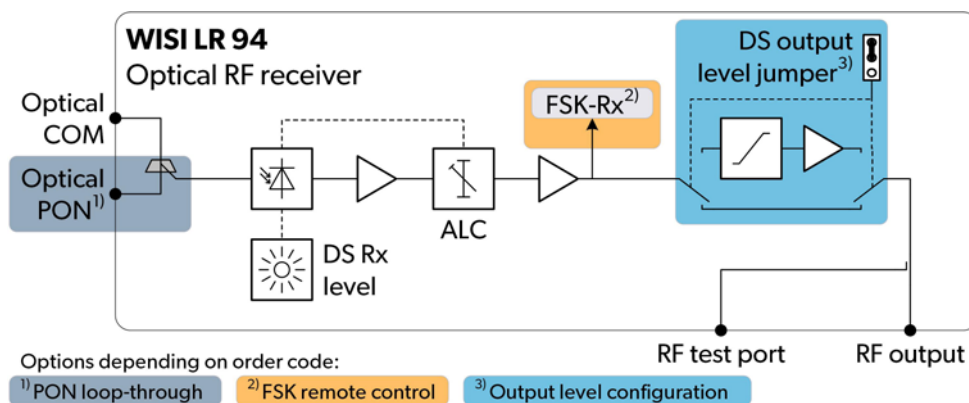 WISI LR 94
Optical RF receiver
DS output
level jumper³⁾
Optical
COM
FSK-Rx²⁾
Optical
PON¹⁾
ALC
DS Rx
level
RF test port
RF output
Options depending on order code:
¹⁾PON loop-through
²⁾FSK remote control
³⁾Output level configuration